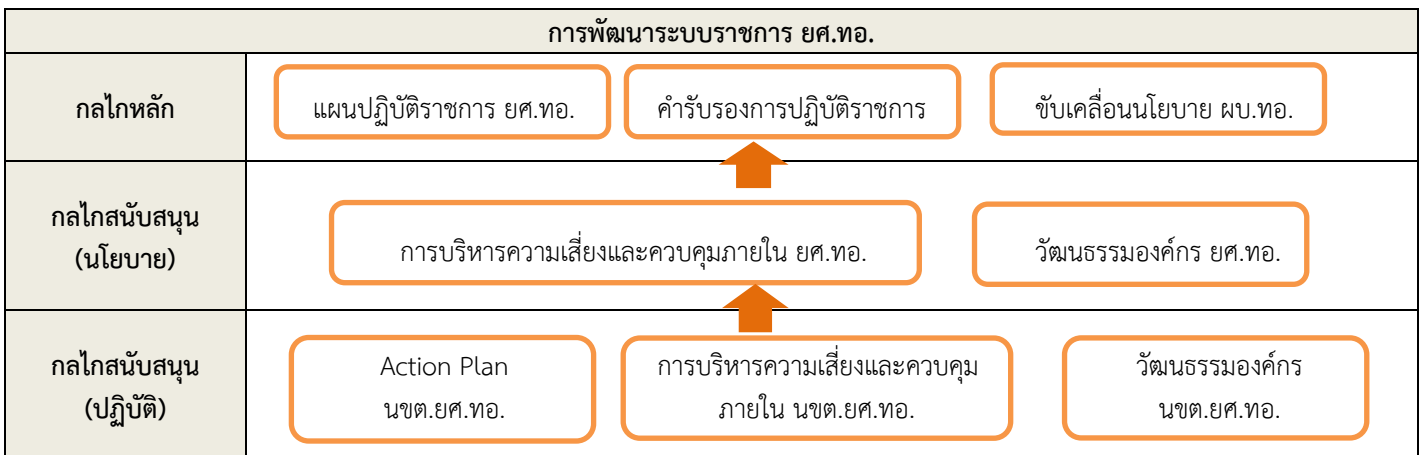 การพัฒนาระบบราชการ ยศ.ทอ.
กลไกหลัก
แผนปฏิบัติราชการ ยศ.ทอ.
คำรับรองการปฏิบัติราชการ
ขับเคลื่อนนโยบาย ผบ.ทอ.
กลไกสนับสนุน
(นโยบาย)
การบริหารความเสี่ยงและควบคุมภายใน ยศ.ทอ.
วัฒนธรรมองค์กร ยศ.ทอ.
กลไกสนับสนุน
(ปฏิบัติ)
Action Plan
นขต.ยศ.ทอ.
การบริหารความเสี่ยงและควบคุม
ภายใน นขต.ยศ.ทอ.
วัฒนธรรมองค์กร
นขต.ยศ.ทอ.